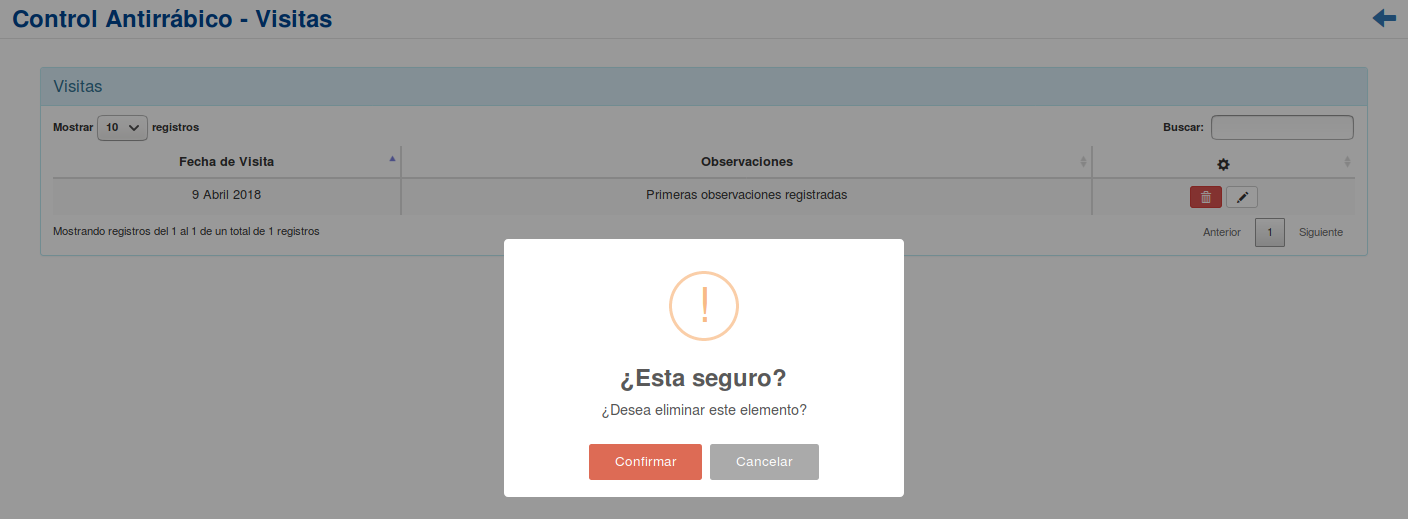 Control Antirrábico - Visitas
Visitas
Mostrar 10 registros Buscar:
Fecha de Visita Observaciones
9 Abril 2018 Primeras observaciones registradas
Mostrando registros del 1 al 1 de un total de 1 registros Anterior 1 Siguiente
!
¿Esta seguro?
¿Desea eliminar este elemento?
Confirmar Cancelar